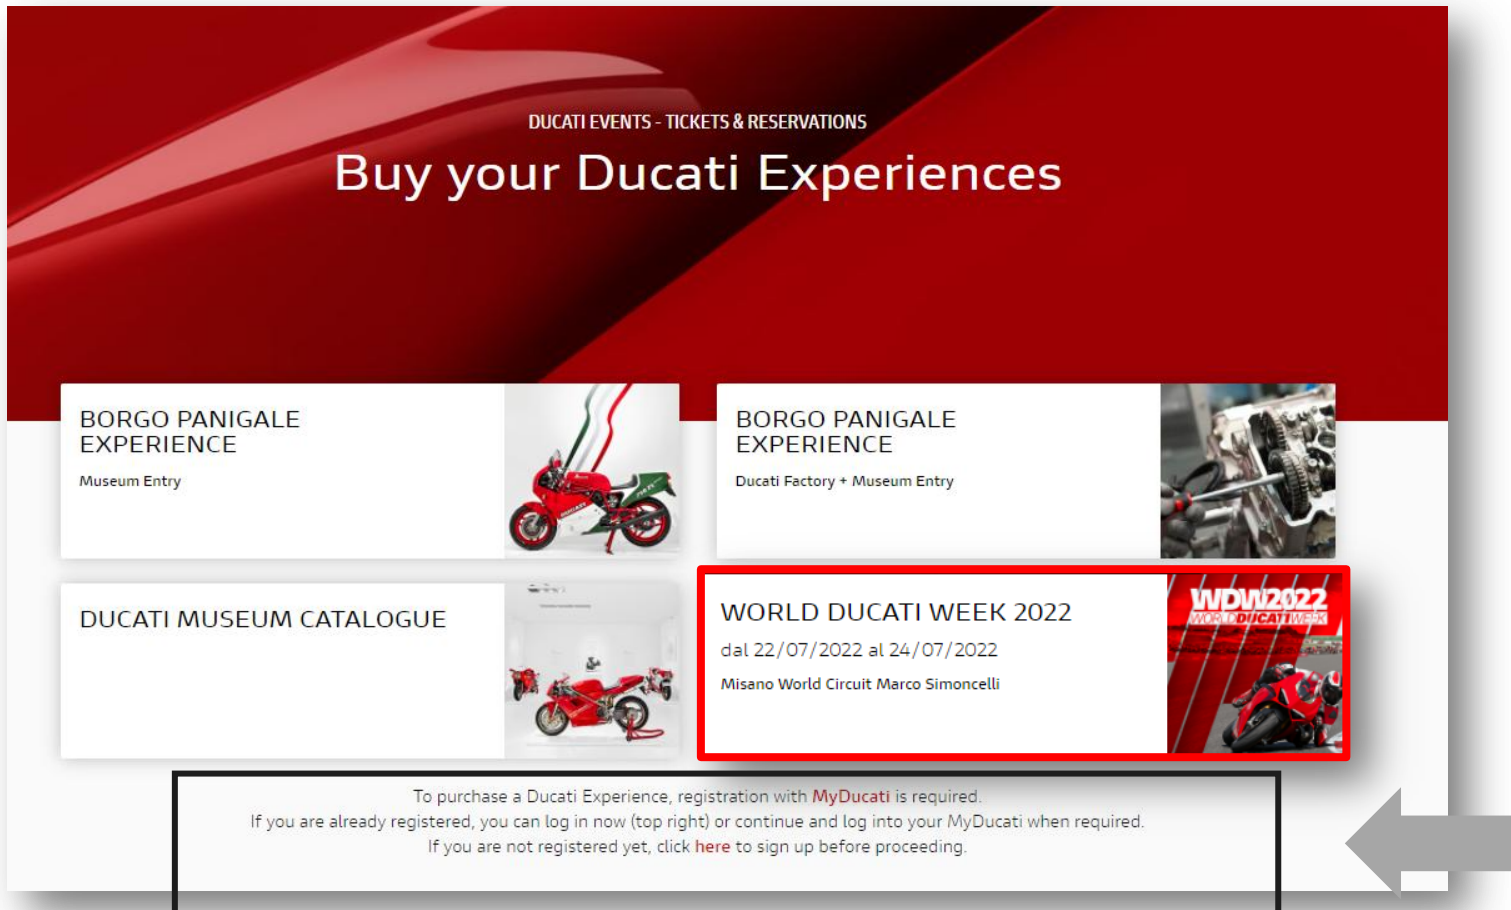 DUCATI EVENTS - TICKETS & RESERVATIONS
Buy your Ducati Experiences
BORGO PANIGALE
EXPERIENCE
Museum Entry
BORGO PANIGALE
EXPERIENCE
Ducati Factory + Museum Entry
DUCATI MUSEUM CATALOGUE
WORLD DUCATI WEEK 2022
dal 22/07/2022 al 24/07/2022
Misano World Circuit Marco Simoncelli
WDW2022
WORLDDUCATIWEEK
To purchase a Ducati Experience, registration with MyDucati is required.
If you are already registered, you can log in now (top right) or continue and log into your MyDucati when required.
If you are not registered yet, click here to sign up before proceeding.